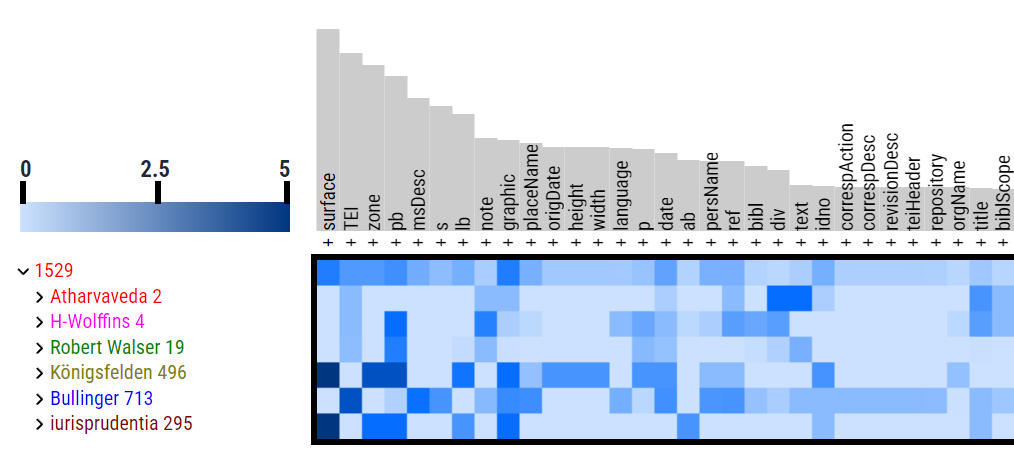 0 2.5 5
+ surface
+ TEI
+ zone
+ pb
+ msDesc
+ s
+ lb
+ note
+ graphic
+ placeName
+ origDate
+ height
+ width
+ language
+ p
+ date
+ ab
+ persName
+ ref
+ bibl
+ div
+ text
+ idno
+ correspAction
+ correspDesc
+ revisionDesc
+ teiHeader
+ repository
+ orgName
+ title
+ biblScope
1529
Atharvaveda 2
H-Wolffins 4
Robert Walser 19
Königsfelden 496
Bullinger 713
iurisprudentia 295